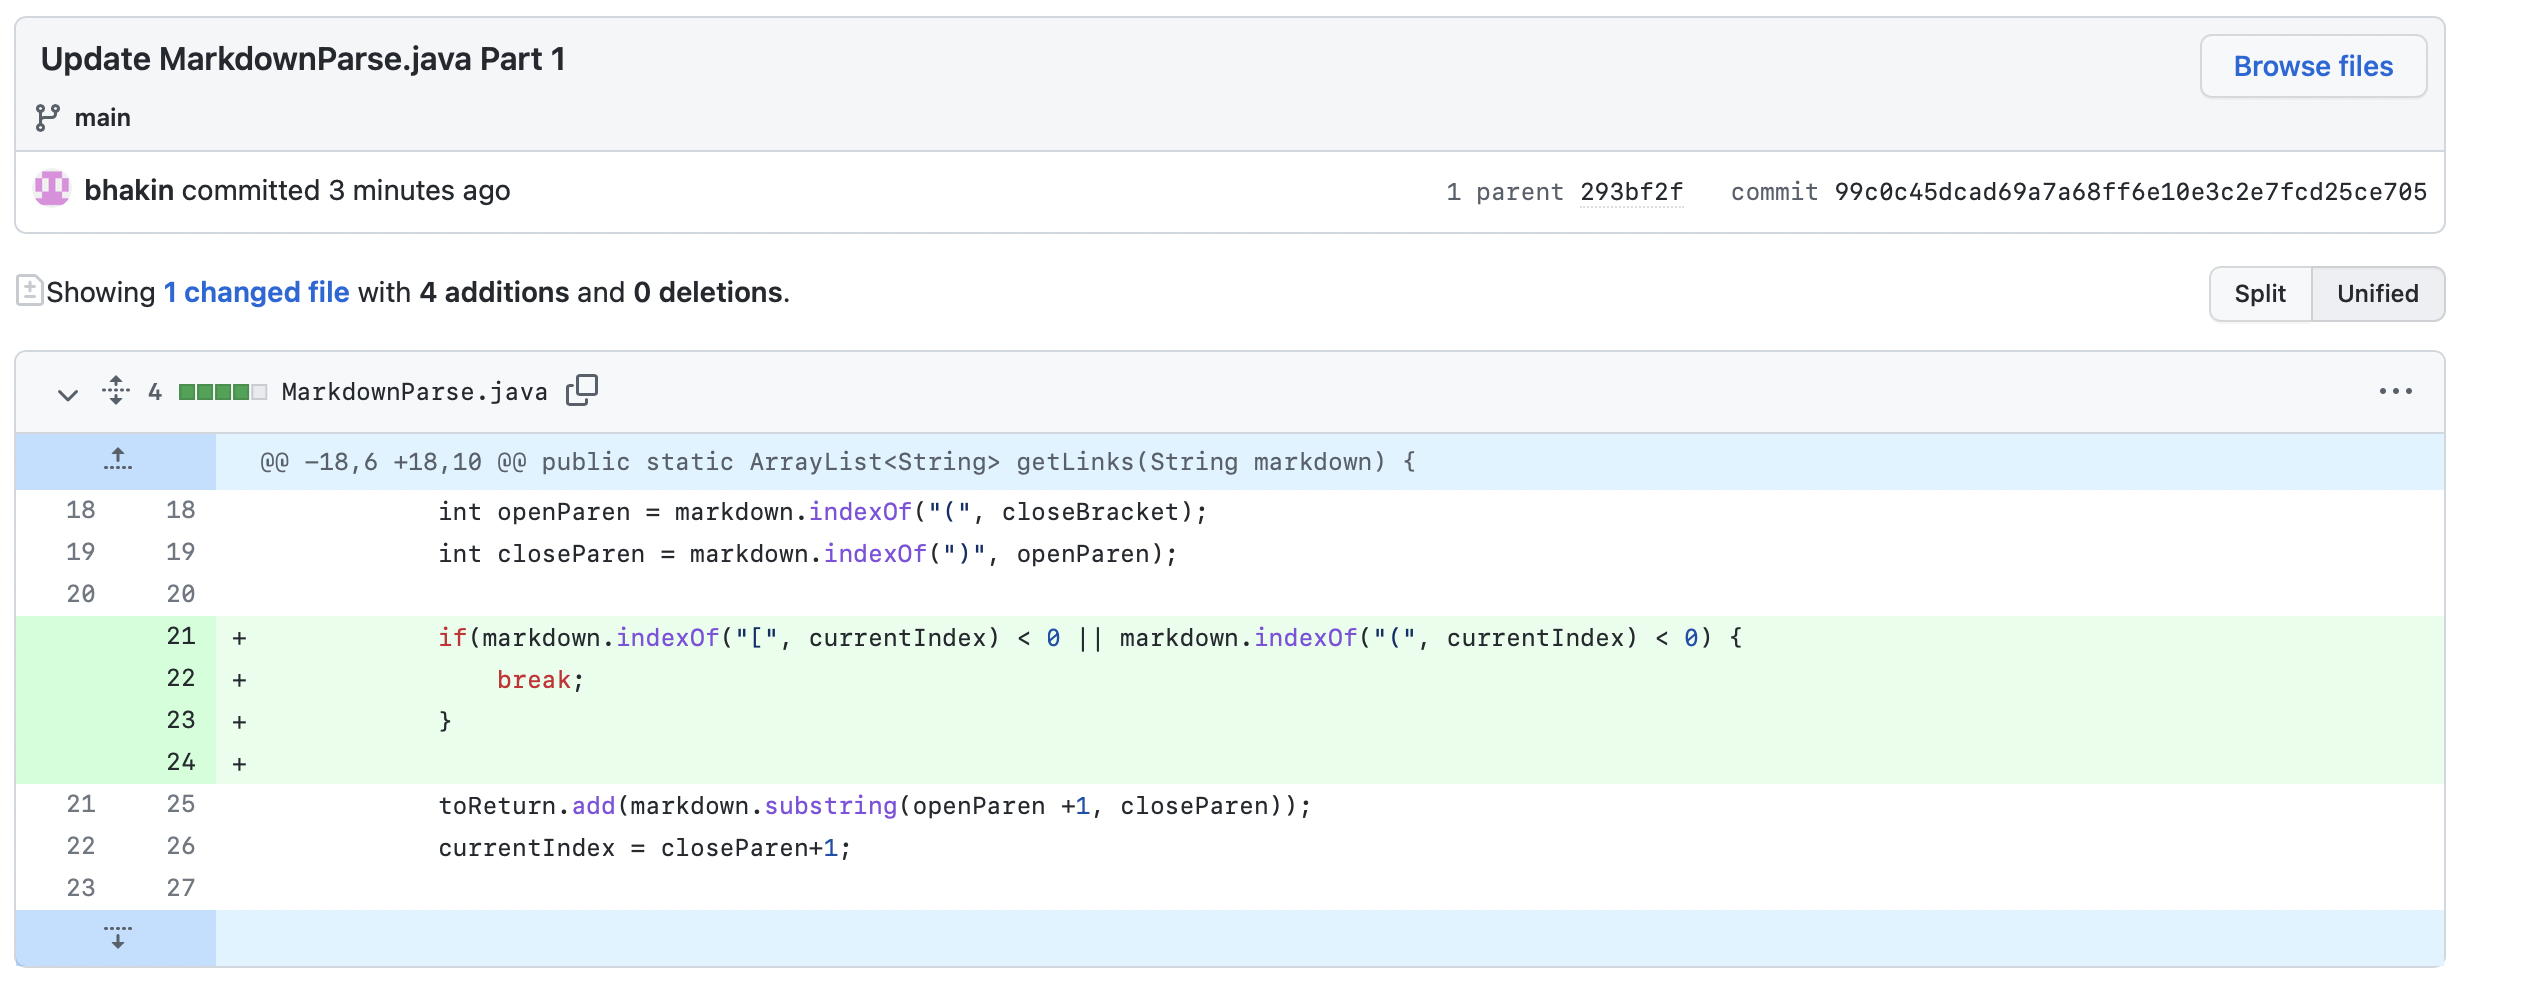 Update MarkdownParse.java Part 1
Browse files
main
bhakin committed 3 minutes ago
1 parent 293bf2f commit 99c0c45dcad69a7a68ff6e10e3c2e7fcd25ce705
Showing 1 changed file with 4 additions and 0 deletions.
Split Unified
4 MarkdownParse.java
@@ -18,6 +18,10 @@ public static ArrayList<String> getLinks(String markdown) {
18 18 int openParen = markdown.indexOf("(", closeBracket);
19 19 int closeParen = markdown.indexOf(")", openParen);
20 20
21 + if(markdown.indexOf("[", currentIndex) < 0 || markdown.indexOf("(", currentIndex) < 0) {
22 + break;
23 + }
24 +
21 25 toReturn.add(markdown.substring(openParen +1, closeParen));
22 26 currentIndex = closeParen+1;
23 27